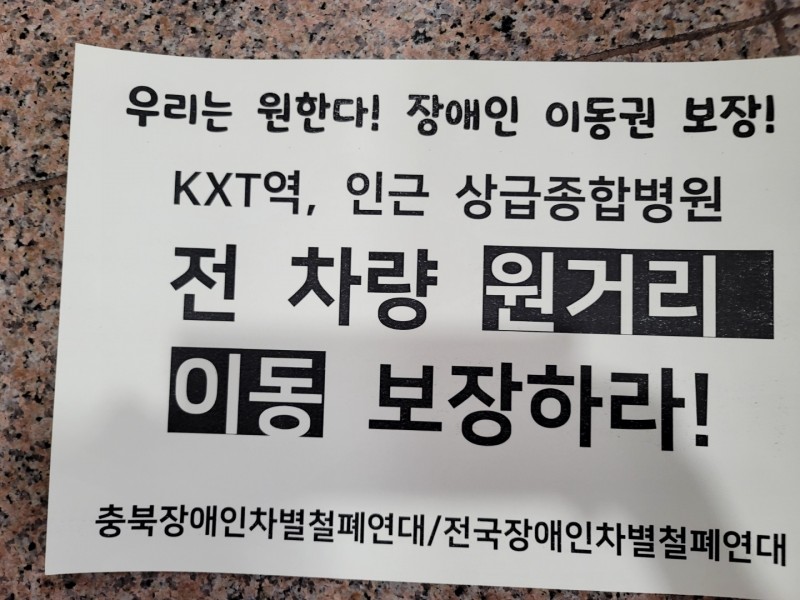 우리는 원한다! 장애인 이동권 보장!
KXT역, 인근 상급종합병원
전 차량 원거리
이동 보장하라!
충북장애인차별철폐연대/전국장애인차별철폐연대